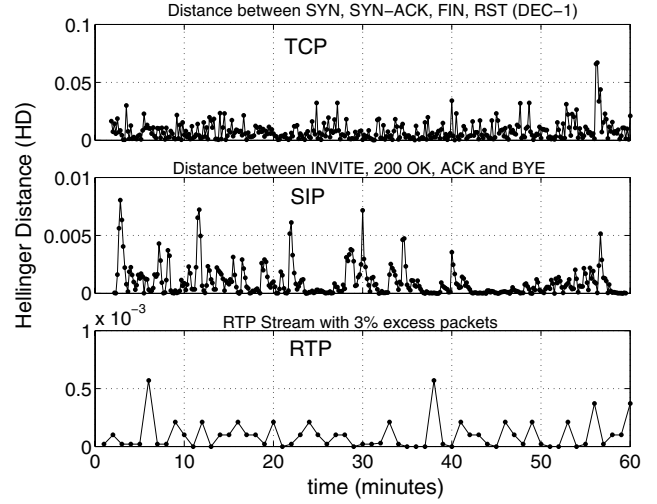 Distance between SYN, SYN−ACK, FIN, RST (DEC−1)
TCP
0.1
0.05
0
Distance between INVITE, 200 OK, ACK and BYE
SIP
0.01
0.005
0
Hellinger Distance (HD)
x 10−3
RTP Stream with 3% excess packets
RTP
1
0.5
0
0 10 20 30 40 50 60
time (minutes)